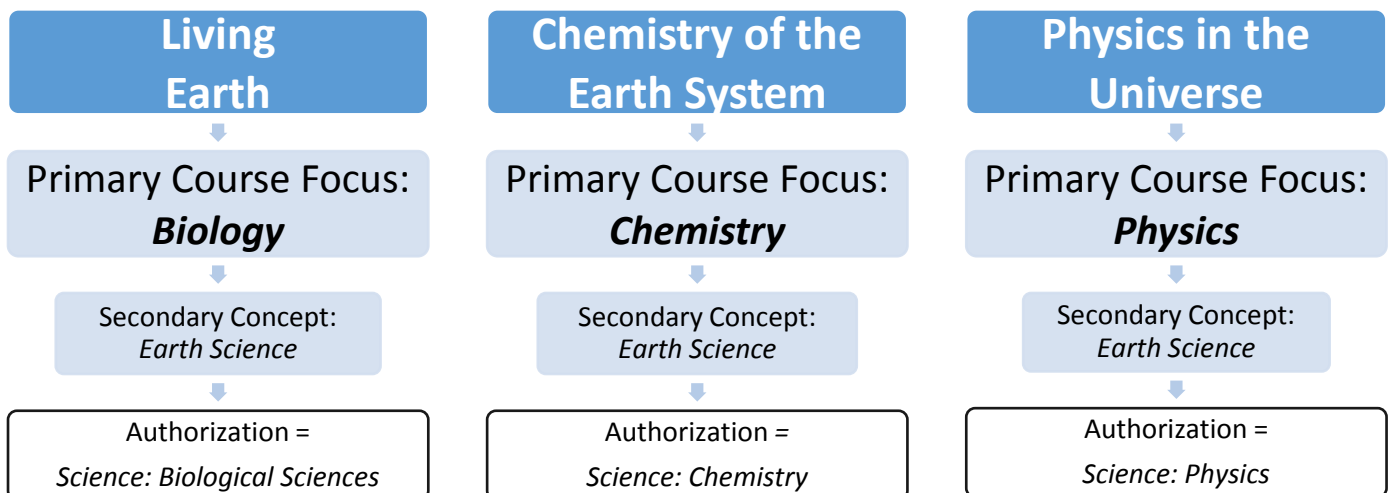 Living
Earth
Primary Course Focus:
Biology
Secondary Concept:
Earth Science
Authorization =
Science: Biological Sciences
Chemistry of the
Earth System
Primary Course Focus:
Chemistry
Secondary Concept:
Earth Science
Authorization =
Science: Chemistry
Physics in the
Universe
Primary Course Focus:
Physics
Secondary Concept:
Earth Science
Authorization =
Science: Physics